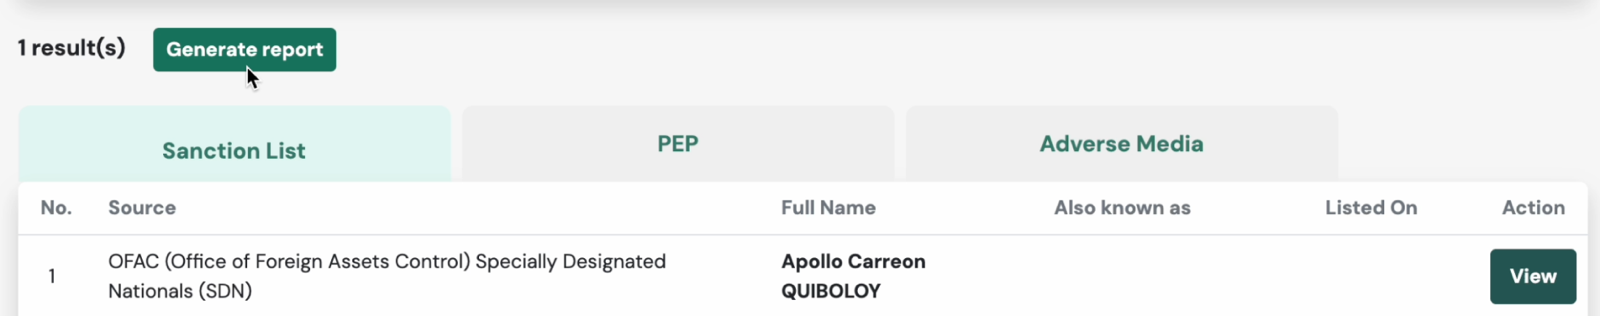 1 result(s) Generate report
Sanction List PEP Adverse Media
No. Source Full Name Also known as Listed On Action
1 OFAC (Office of Foreign Assets Control) Specially Designated Apollo Carreon View
Nationals (SDN) QUIBOLOY